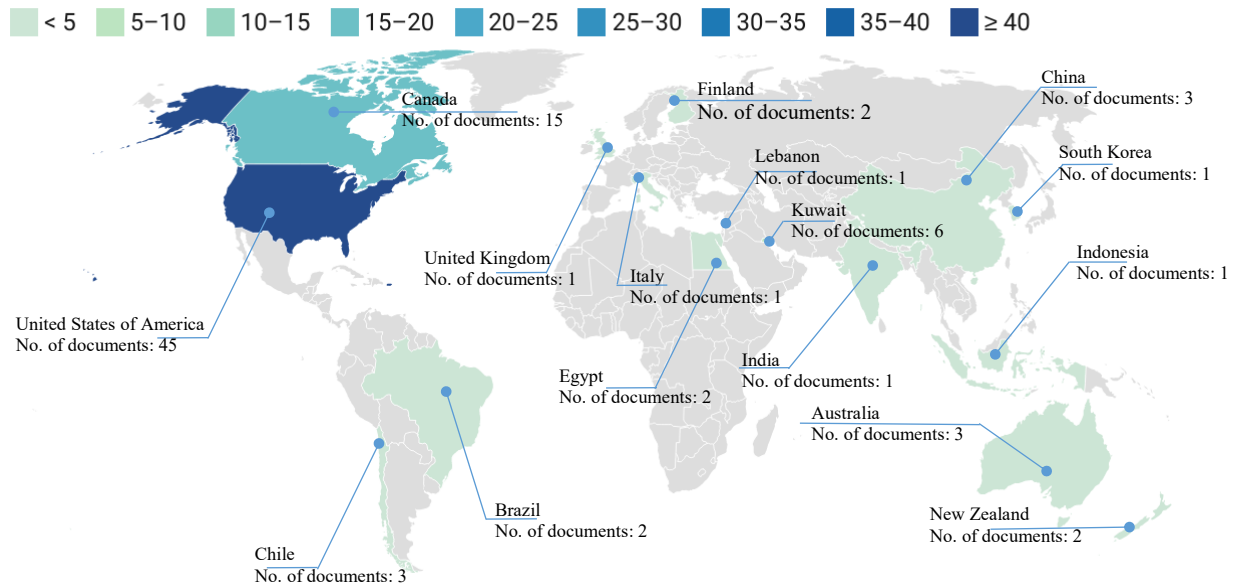 < 5 5–10 10–15 15–20 20–25 25–30 30–35 35–40 ≥ 40
Canada
No. of documents: 15
Finland
No. of documents: 2
China
No. of documents: 3
Lebanon
No. of documents: 1
South Korea
No. of documents: 1
Kuwait
No. of documents: 6
United Kingdom
No. of documents: 1
Italy
No. of documents: 1
Indonesia
No. of documents: 1
United States of America
No. of documents: 45
Egypt
No. of documents: 2
India
No. of documents: 1
Australia
No. of documents: 3
Brazil
No. of documents: 2
New Zealand
No. of documents: 2
Chile
No. of documents: 3